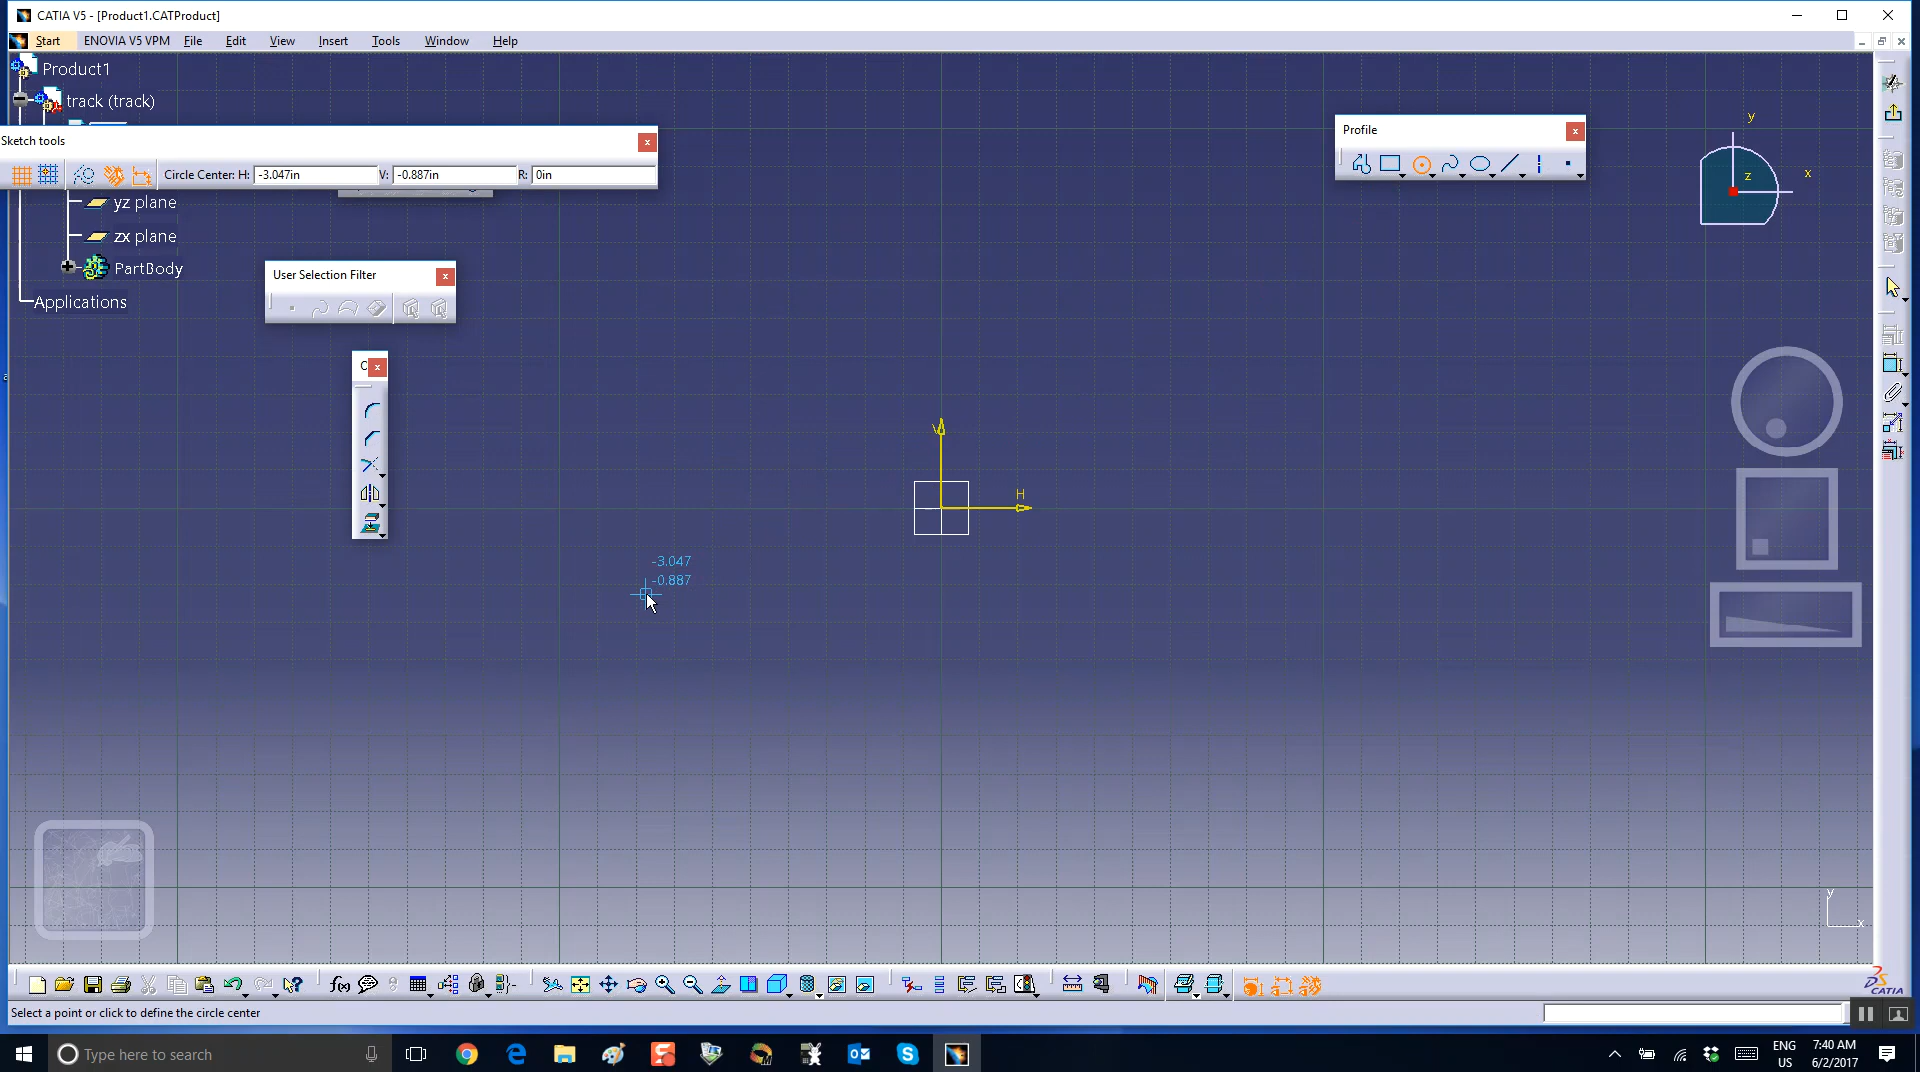 CATIA V5 - [Product1.CATProduct]
Start ENOVIA V5 VPM File Edit View Insert Tools Window Help
Product1
track (track)
Sketch tools
Circle Center: H: -3.047in V: -0.887in R: 0in
yz plane
zx plane
PartBody
Applications
User Selection Filter
C
Profile
y
z
x
V
H
-3.047
-0.887
y
x
CATIA
Select a point or click to define the circle center
Type here to search
ENG
US
7:40 AM
6/2/2017